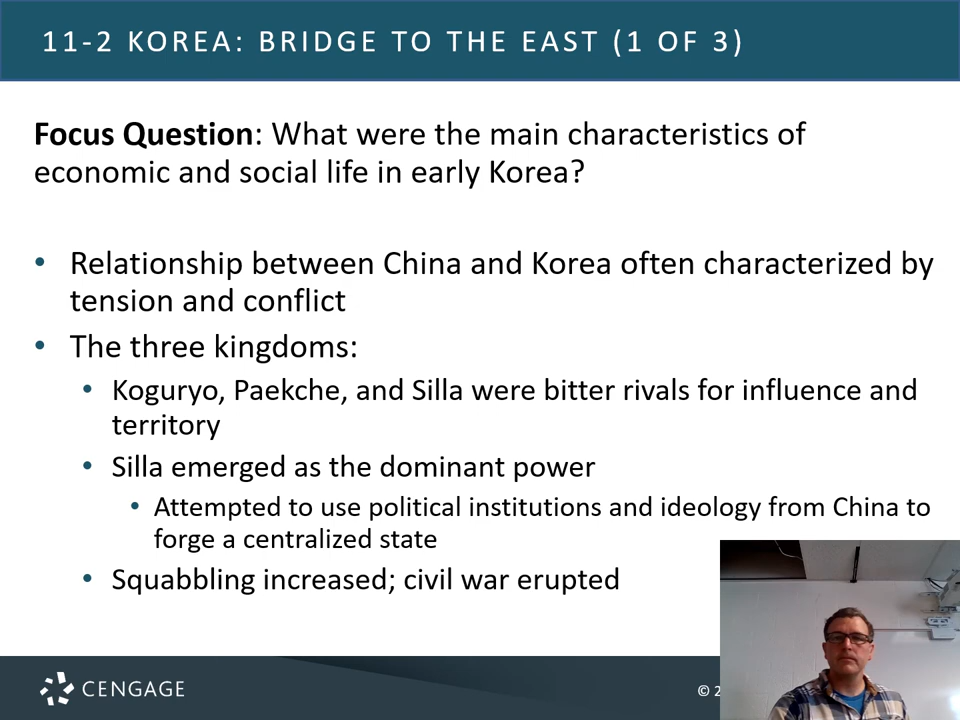 11-2 KOREA: BRIDGE TO THE EAST (1 OF 3)
Focus Question: What were the main characteristics of
economic and social life in early Korea?
• Relationship between China and Korea often characterized by
tension and conflict
• The three kingdoms:
• Koguryo, Paekche, and Silla were bitter rivals for influence and
territory
• Silla emerged as the dominant power
• Attempted to use political institutions and ideology from China to
forge a centralized state
• Squabbling increased; civil war erupted
CENGAGE
© 2